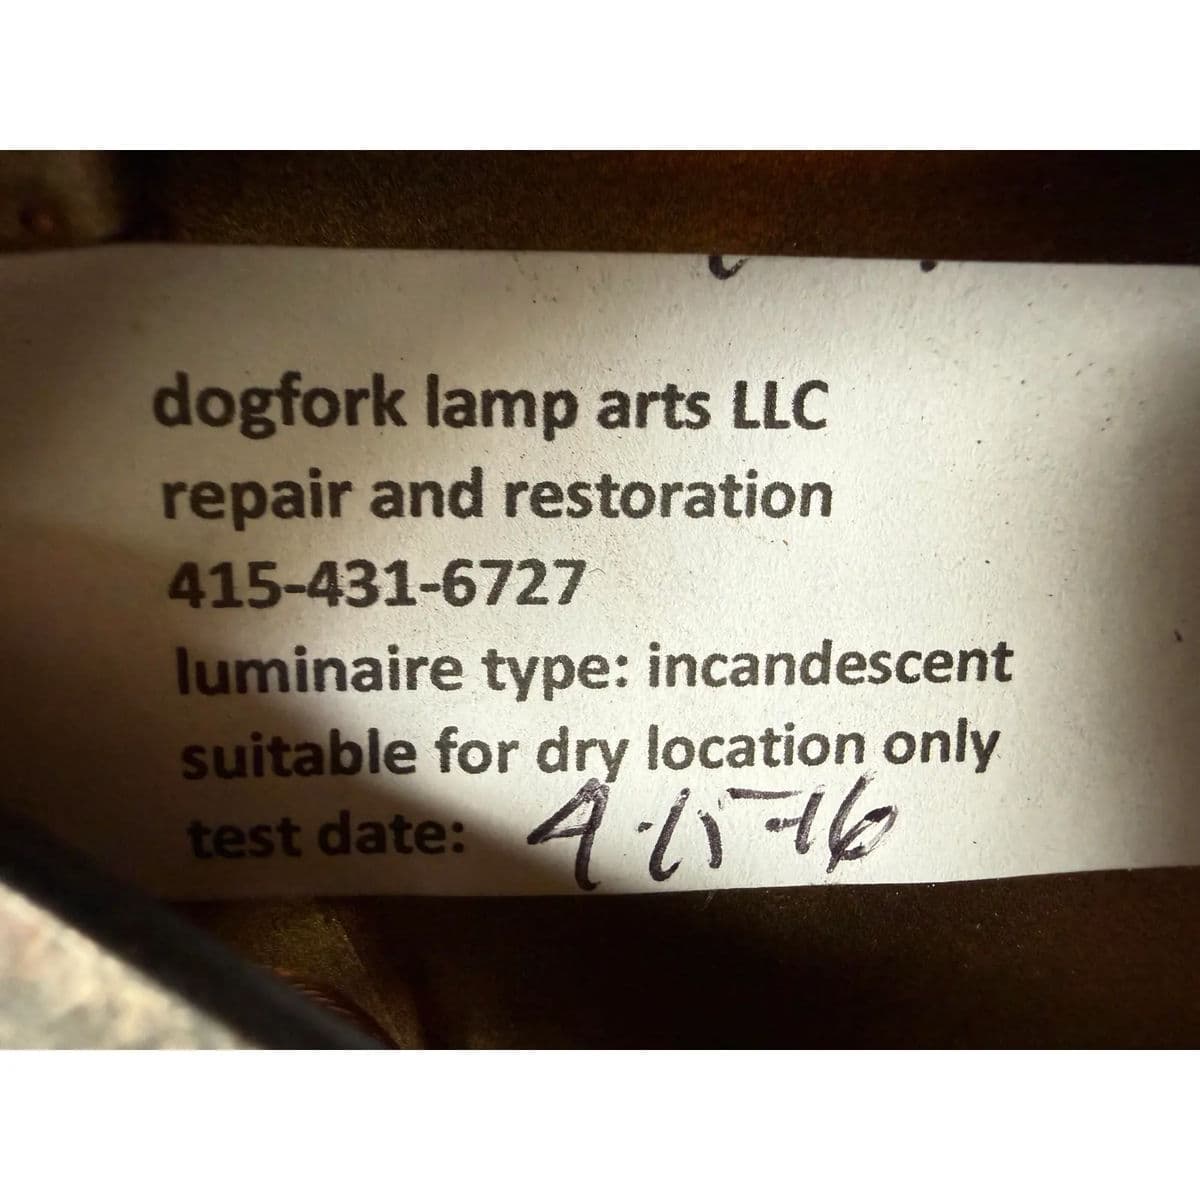 dogfork lamp arts LLC
repair and restoration
415-431-6727
luminaire type: incandescent
suitable for dry location only
test date: 4-15-16